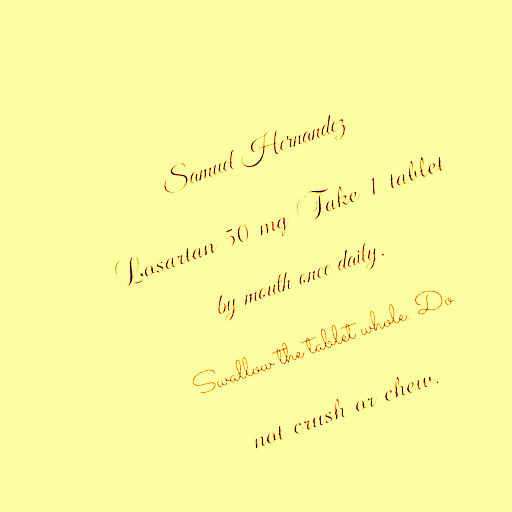 Samuel Hernandez
Losartan 50 mg Take 1 tablet
by mouth once daily.
Swallow the tablet whole. Do
not crush or chew.